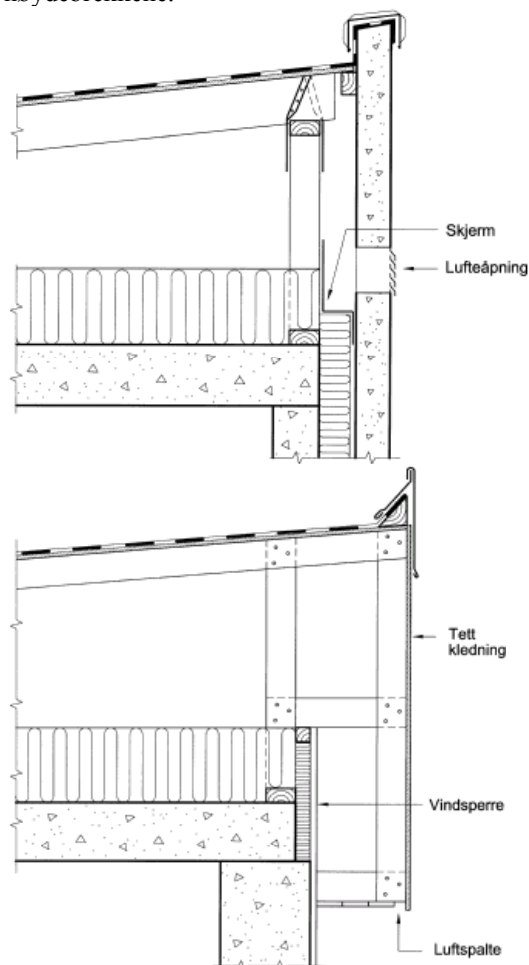 Skjerm
Lufteåpning
Tett
kledning
Vindsperre
Luftspalte